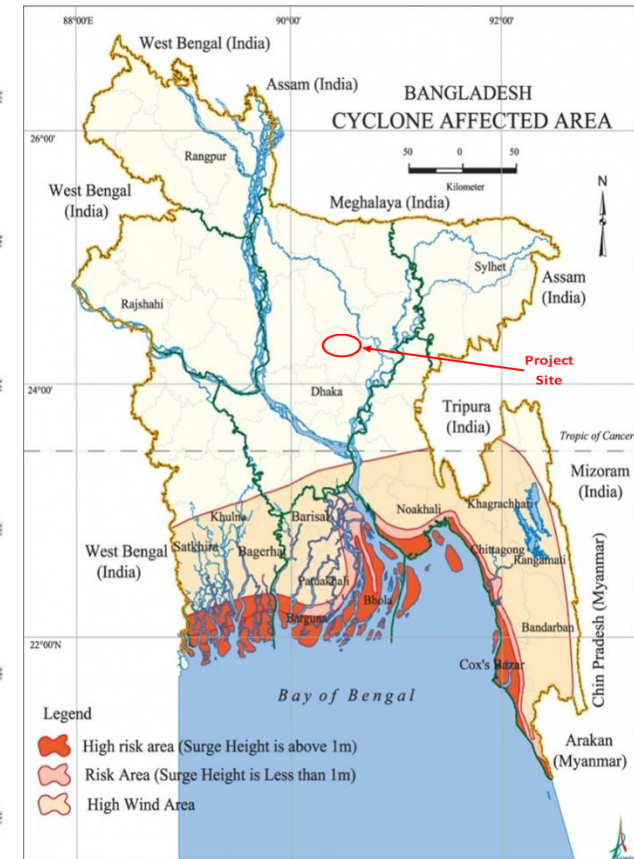 88°00'E
90°00
92°00
West Bengal (India)
Assam (India)
BANGLADESH
CYCLONE AFFECTED AREA
26°00'
50
0
50
Kilometer
Rangpur
N
West Bengal
(India)
Meghalaya (India)
Sylhet
Assam
(India)
Rajshahi
Project
Site
24°00'
Dhaka
Tripura
(India)
Tropic of Cancer
Mizoram
(India)
Khagrachhari
Noakhali
Khulna
Barisal
Satkhira
Bagerhat
Chittagong
Rangamati
West Bengal
(India)
Patuakhali
Bhola
Barguna
Bandarban
Chin Pradesh (Myanmar)
22°00'N
Cox's Bazar
Bay of Bengal
Legend
Arakan
(Myanmar)
High risk area (Surge Height is above 1m)
Risk Area (Surge Height is Less than 1m)
High Wind Area